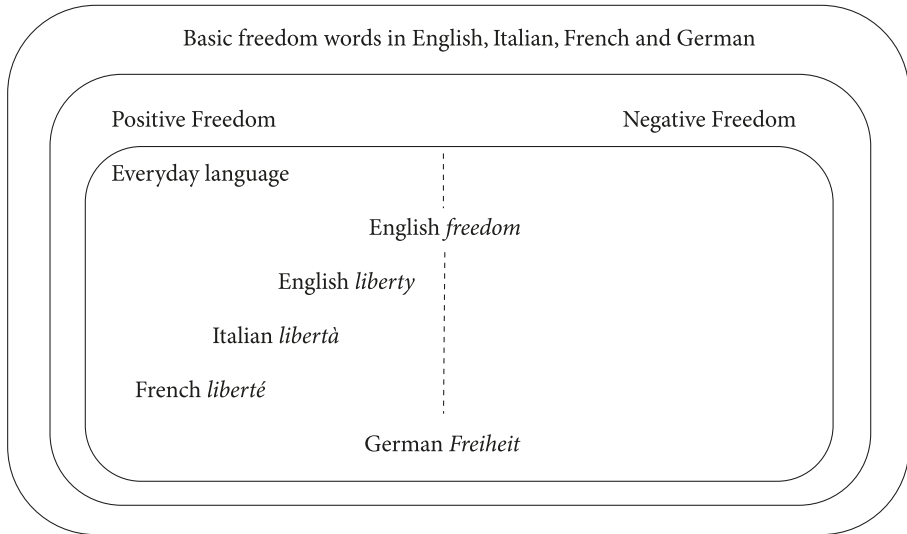 Basic freedom words in English, Italian, French and German
Positive Freedom
Negative Freedom
Everyday language
English freedom
English liberty
Italian libertà
French liberté
German Freiheit